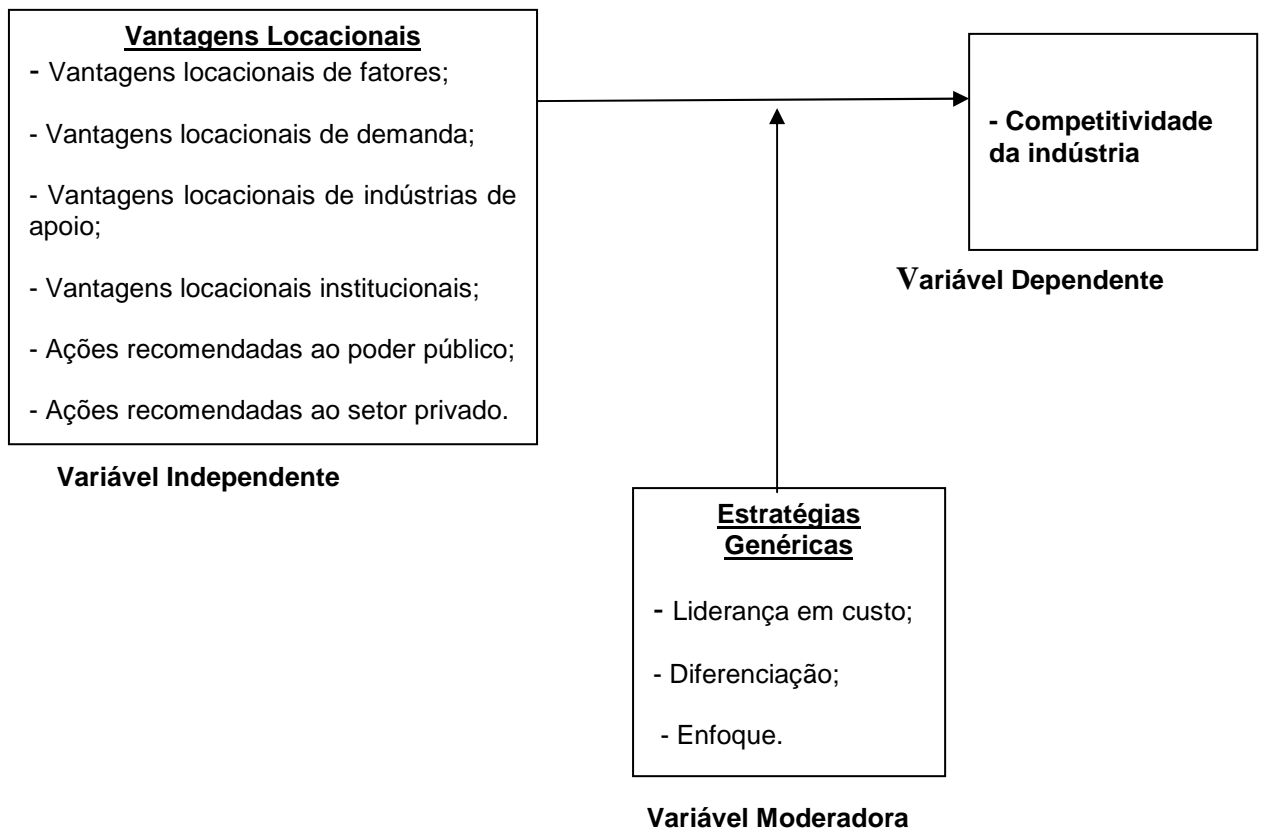 Vantagens Locacionais
- Vantagens locacionais de fatores;
- Vantagens locacionais de demanda;
- Vantagens locacionais de indústrias de
apoio;
- Vantagens locacionais institucionais;
- Ações recomendadas ao poder público;
- Ações recomendadas ao setor privado.
Variável Independente
- Competitividade
da indústria
Variável Dependente
Estratégias
Genéricas
- Liderança em custo;
- Diferenciação;
- Enfoque.
Variável Moderadora